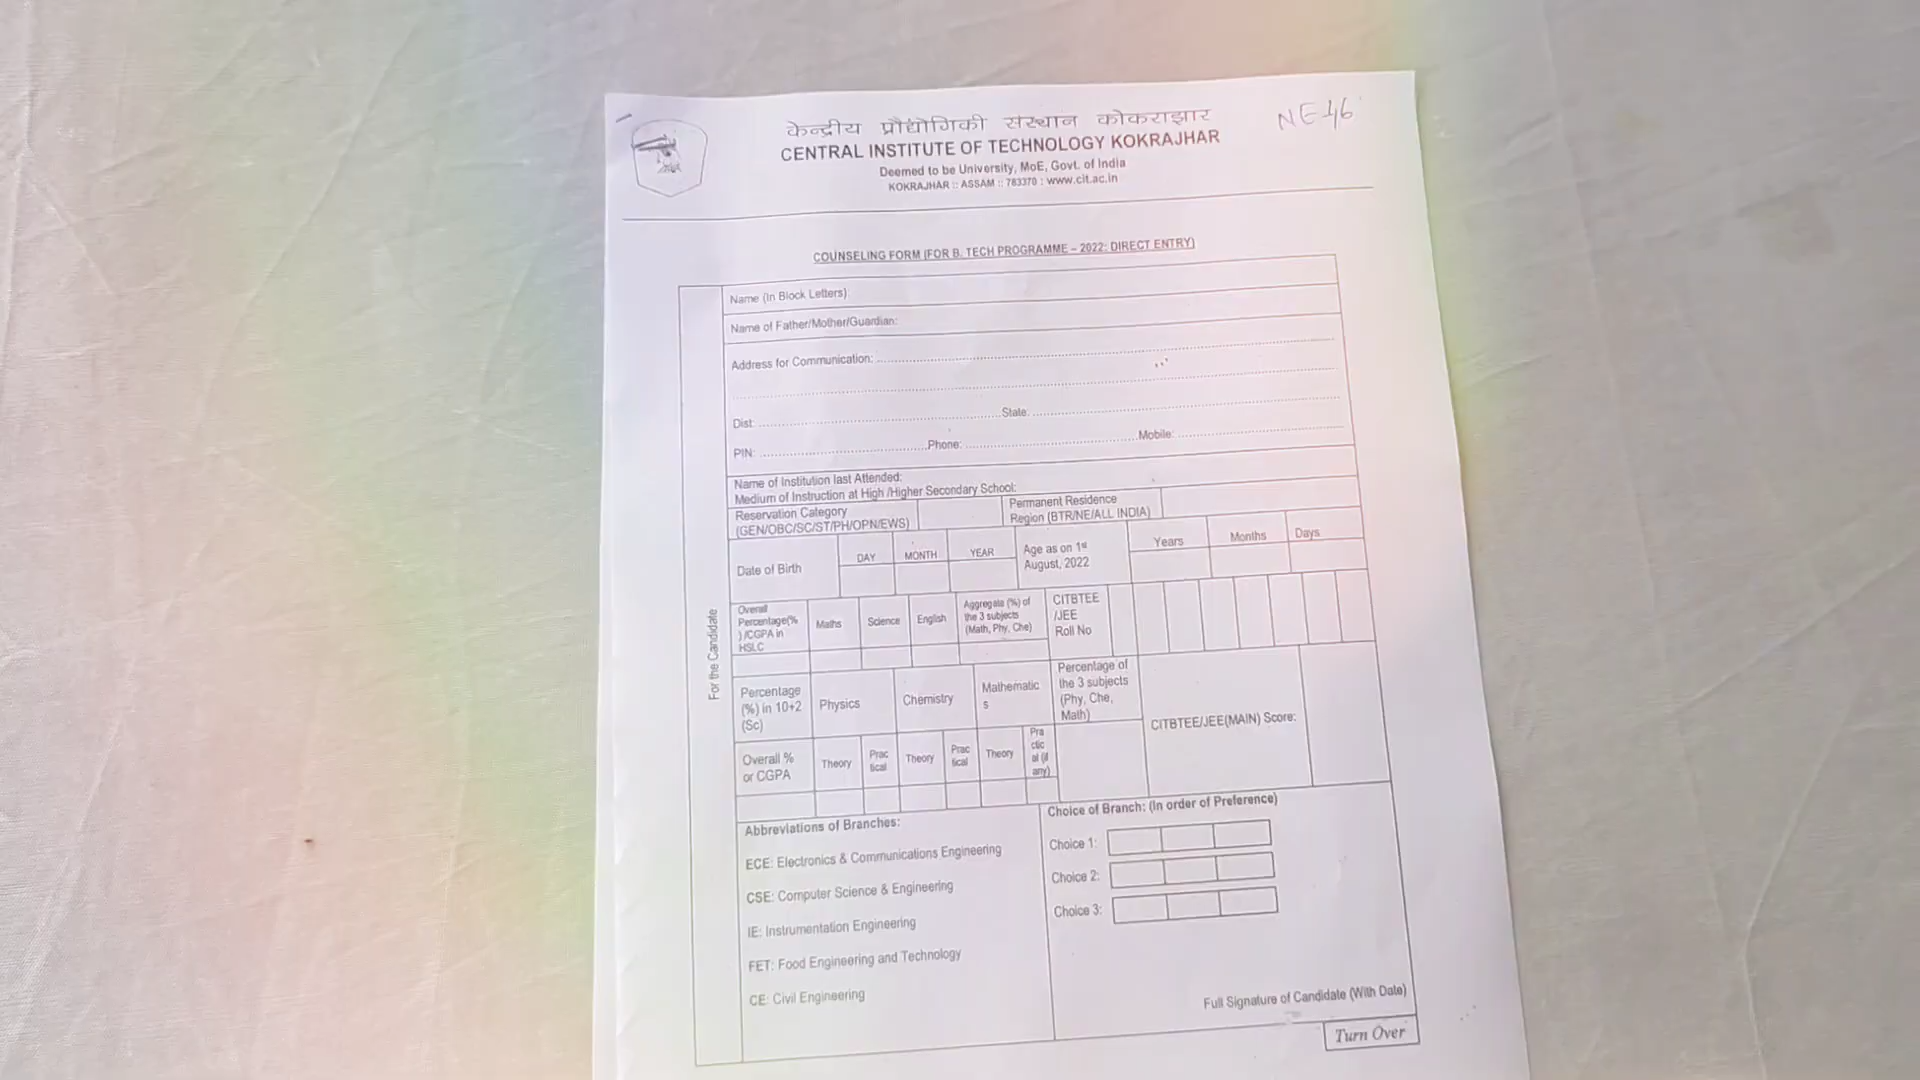 केन्द्रीय प्रौद्योगिकी संस्थान कोकराझार
NE46
CENTRAL INSTITUTE OF TECHNOLOGY KOKRAJHAR
Deemed to be University, MoE, Govt. of India
KOKRAJHAR :: ASSAM :: 783370 : www.cit.ac.in
COUNSELING FORM (FOR B. TECH PROGRAMME – 2022: DIRECT ENTRY)
For the Candidate
Name (In Block Letters):
Name of Father/Mother/Guardian:
Address for Communication:
Dist: State:
PIN: Phone: Mobile:
Name of Institution last Attended:
Medium of Instruction at High /Higher Secondary School:
Reservation Category
(GEN/OBC/SC/ST/PH/OPN/EWS)
Permanent Residence
Region (BTR/NE/ALL INDIA)
Date of Birth
DAY MONTH YEAR
Age as on 1st
August, 2022
Years Months Days
Overall
Percentage(%
) /CGPA in
HSLC
Maths Science English
Aggregate (%) of
the 3 subjects
(Math, Phy, Che)
CITBTEE
/JEE
Roll No
Percentage
(%) in 10+2
(Sc)
Physics Chemistry
Mathematic
s
Percentage of
the 3 subjects
(Phy, Che,
Math)
CITBTEE/JEE(MAIN) Score:
Overall %
or CGPA
Theory
Prac
tical
Theory
Prac
tical
Theory
Pra
ctic
al (if
any)
Abbreviations of Branches:
ECE: Electronics & Communications Engineering
CSE: Computer Science & Engineering
IE: Instrumentation Engineering
FET: Food Engineering and Technology
CE: Civil Engineering
Choice of Branch: (In order of Preference)
Choice 1:
Choice 2:
Choice 3:
Full Signature of Candidate (With Date)
Turn Over